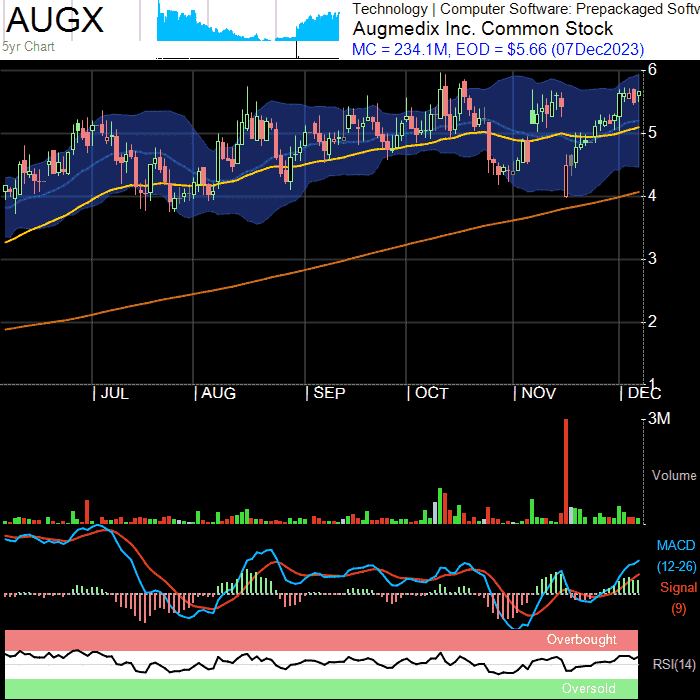 AUGX
5yr Chart
Technology | Computer Software: Prepackaged Softw
Augmedix Inc. Common Stock
MC = 234.1M, EOD = $5.66 (07Dec2023)
6
5
4
3
2
1
JUL
AUG
SEP
OCT
NOV
DEC
3M
Volume
MACD
(12-26)
Signal
(9)
Overbought
RSI(14)
Oversold